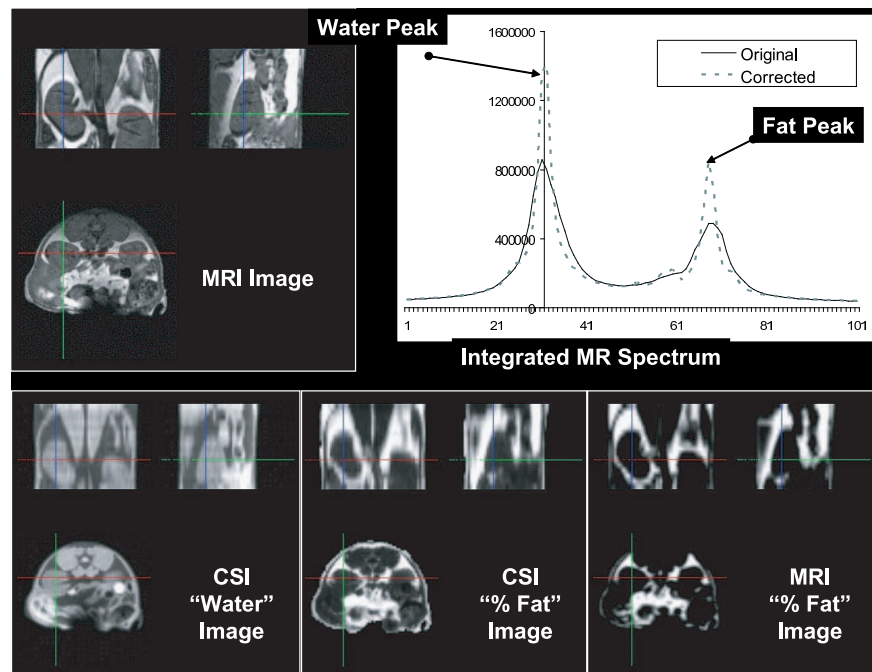 Water Peak
1600000
Original
Corrected
1200000
Fat Peak
800000
400000
0
1 21 41 61 81 101
Integrated MR Spectrum
MRI Image
CSI
“Water”
Image
CSI
“% Fat”
Image
MRI
“% Fat”
Image